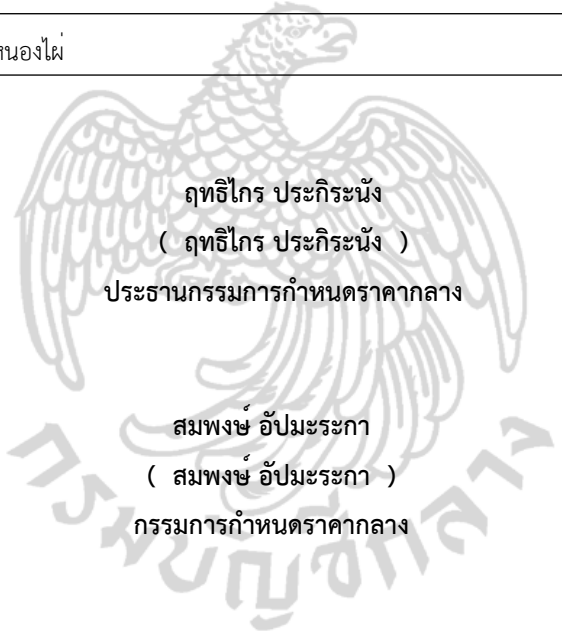 หนองไผ่
ฤทธิไกร ประกิระนัง
( ฤทธิไกร ประกิระนัง )
ประธานกรรมการกำหนดราคากลาง
สมพงษ์ อัปมะระกา
( สมพงษ์ อัปมะระกา )
กรรมการกำหนดราคากลาง
กรมบัญชีกลาง